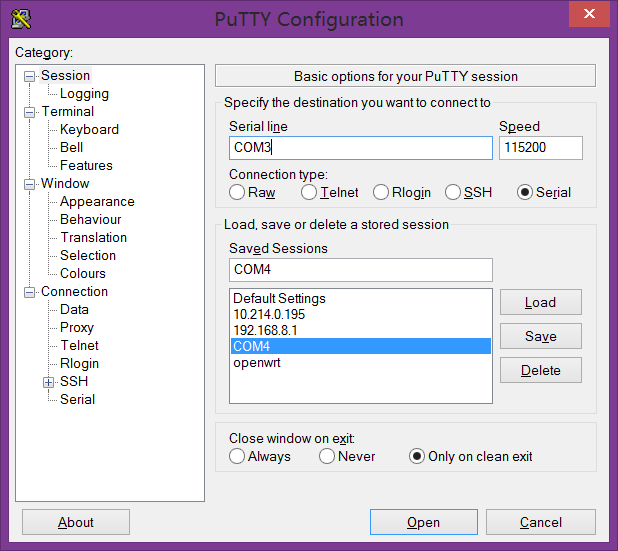 PuTTY Configuration
Category:
Session
Logging
Terminal
Keyboard
Bell
Features
Window
Appearance
Behaviour
Translation
Selection
Colours
Connection
Data
Proxy
Telnet
Rlogin
SSH
Serial
Basic options for your PuTTY session
Specify the destination you want to connect to
Serial line Speed
COM3 115200
Connection type:
Raw Telnet Rlogin SSH Serial
Load, save or delete a stored session
Saved Sessions
COM4
Default Settings
10.214.0.195
192.168.8.1
COM4
openwrt
Load
Save
Delete
Close window on exit:
Always Never Only on clean exit
About Open Cancel